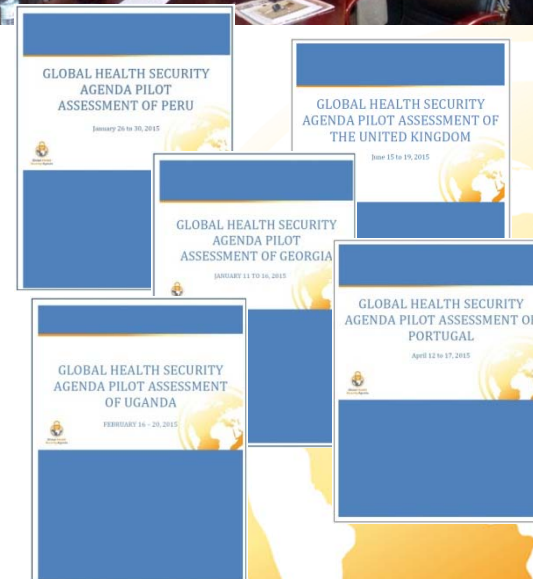 GLOBAL HEALTH SECURITY
AGENDA PILOT
ASSESSMENT OF PERU
January 26 to 30, 2015
GLOBAL HEALTH SECURITY
AGENDA PILOT ASSESSMENT OF
THE UNITED KINGDOM
June 15 to 19, 2015
GLOBAL HEALTH SECURITY
AGENDA PILOT
ASSESSMENT OF GEORGIA
JANUARY 11 TO 16, 2015
GLOBAL HEALTH SECURITY
AGENDA PILOT ASSESSMENT OF
PORTUGAL
April 12 to 17, 2015
GLOBAL HEALTH SECURITY
AGENDA PILOT ASSESSMENT
OF UGANDA
FEBRUARY 16 – 20, 2015